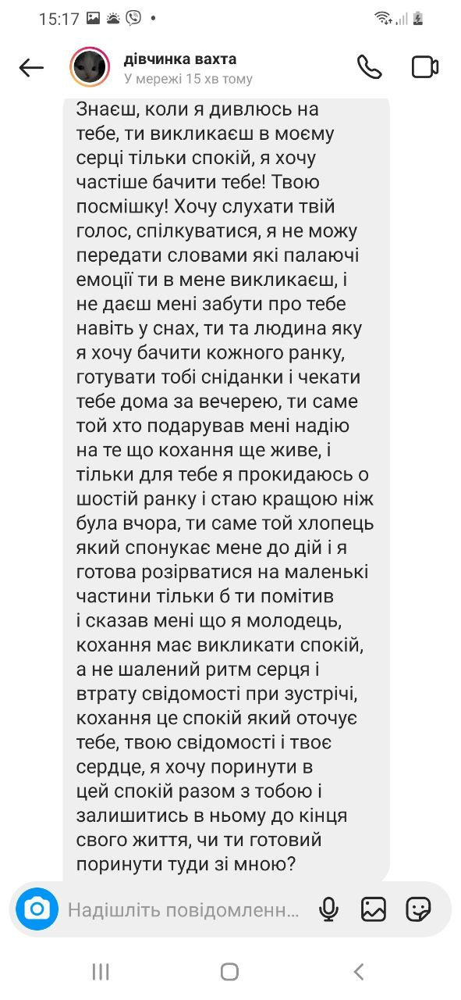 15:17
дівчинка вахта
У мережі 15 хв тому
Знаєш, коли я дивлюсь на
тебе, ти викликаєш в моєму
серці тільки спокій, я хочу
частіше бачити тебе! Твою
посмішку! Хочу слухати твій
голос, спілкуватися, я не можу
передати словами які палаючі
емоції ти в мене викликаєш, і
не даєш мені забути про тебе
навіть у снах, ти та людина яку
я хочу бачити кожного ранку,
готувати тобі сніданки і чекати
тебе дома за вечерею, ти саме
той хто подарував мені надію
на те що кохання ще живе, і
тільки для тебе я прокидаюсь о
шостій ранку і стаю кращою ніж
була вчора, ти саме той хлопець
який спонукає мене до дій і я
готова розірватися на маленькі
частини тільки б ти помітив
і сказав мені що я молодець,
кохання має викликати спокій,
а не шалений ритм серця і
втрату свідомості при зустрічі,
кохання це спокій який оточує
тебе, твою свідомості і твоє
сердце, я хочу поринути в
цей спокій разом з тобою і
залишитись в ньому до кінця
свого життя, чи ти готовий
поринути туди зі мною?
Надішліть повідомленн...